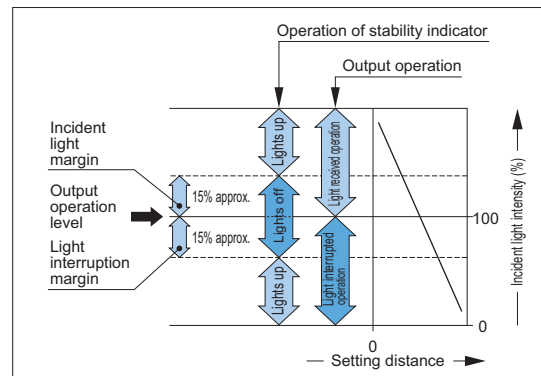 Operation of stability indicator
Output operation
Incident
light
margin
Output
operation
level
Light
interruption
margin
15% approx.
15% approx.
Lights up
Lights off
Lights up
Light received operation
Light interrupted
operation
100
0
Incident light intensity (%)
0
Setting distance